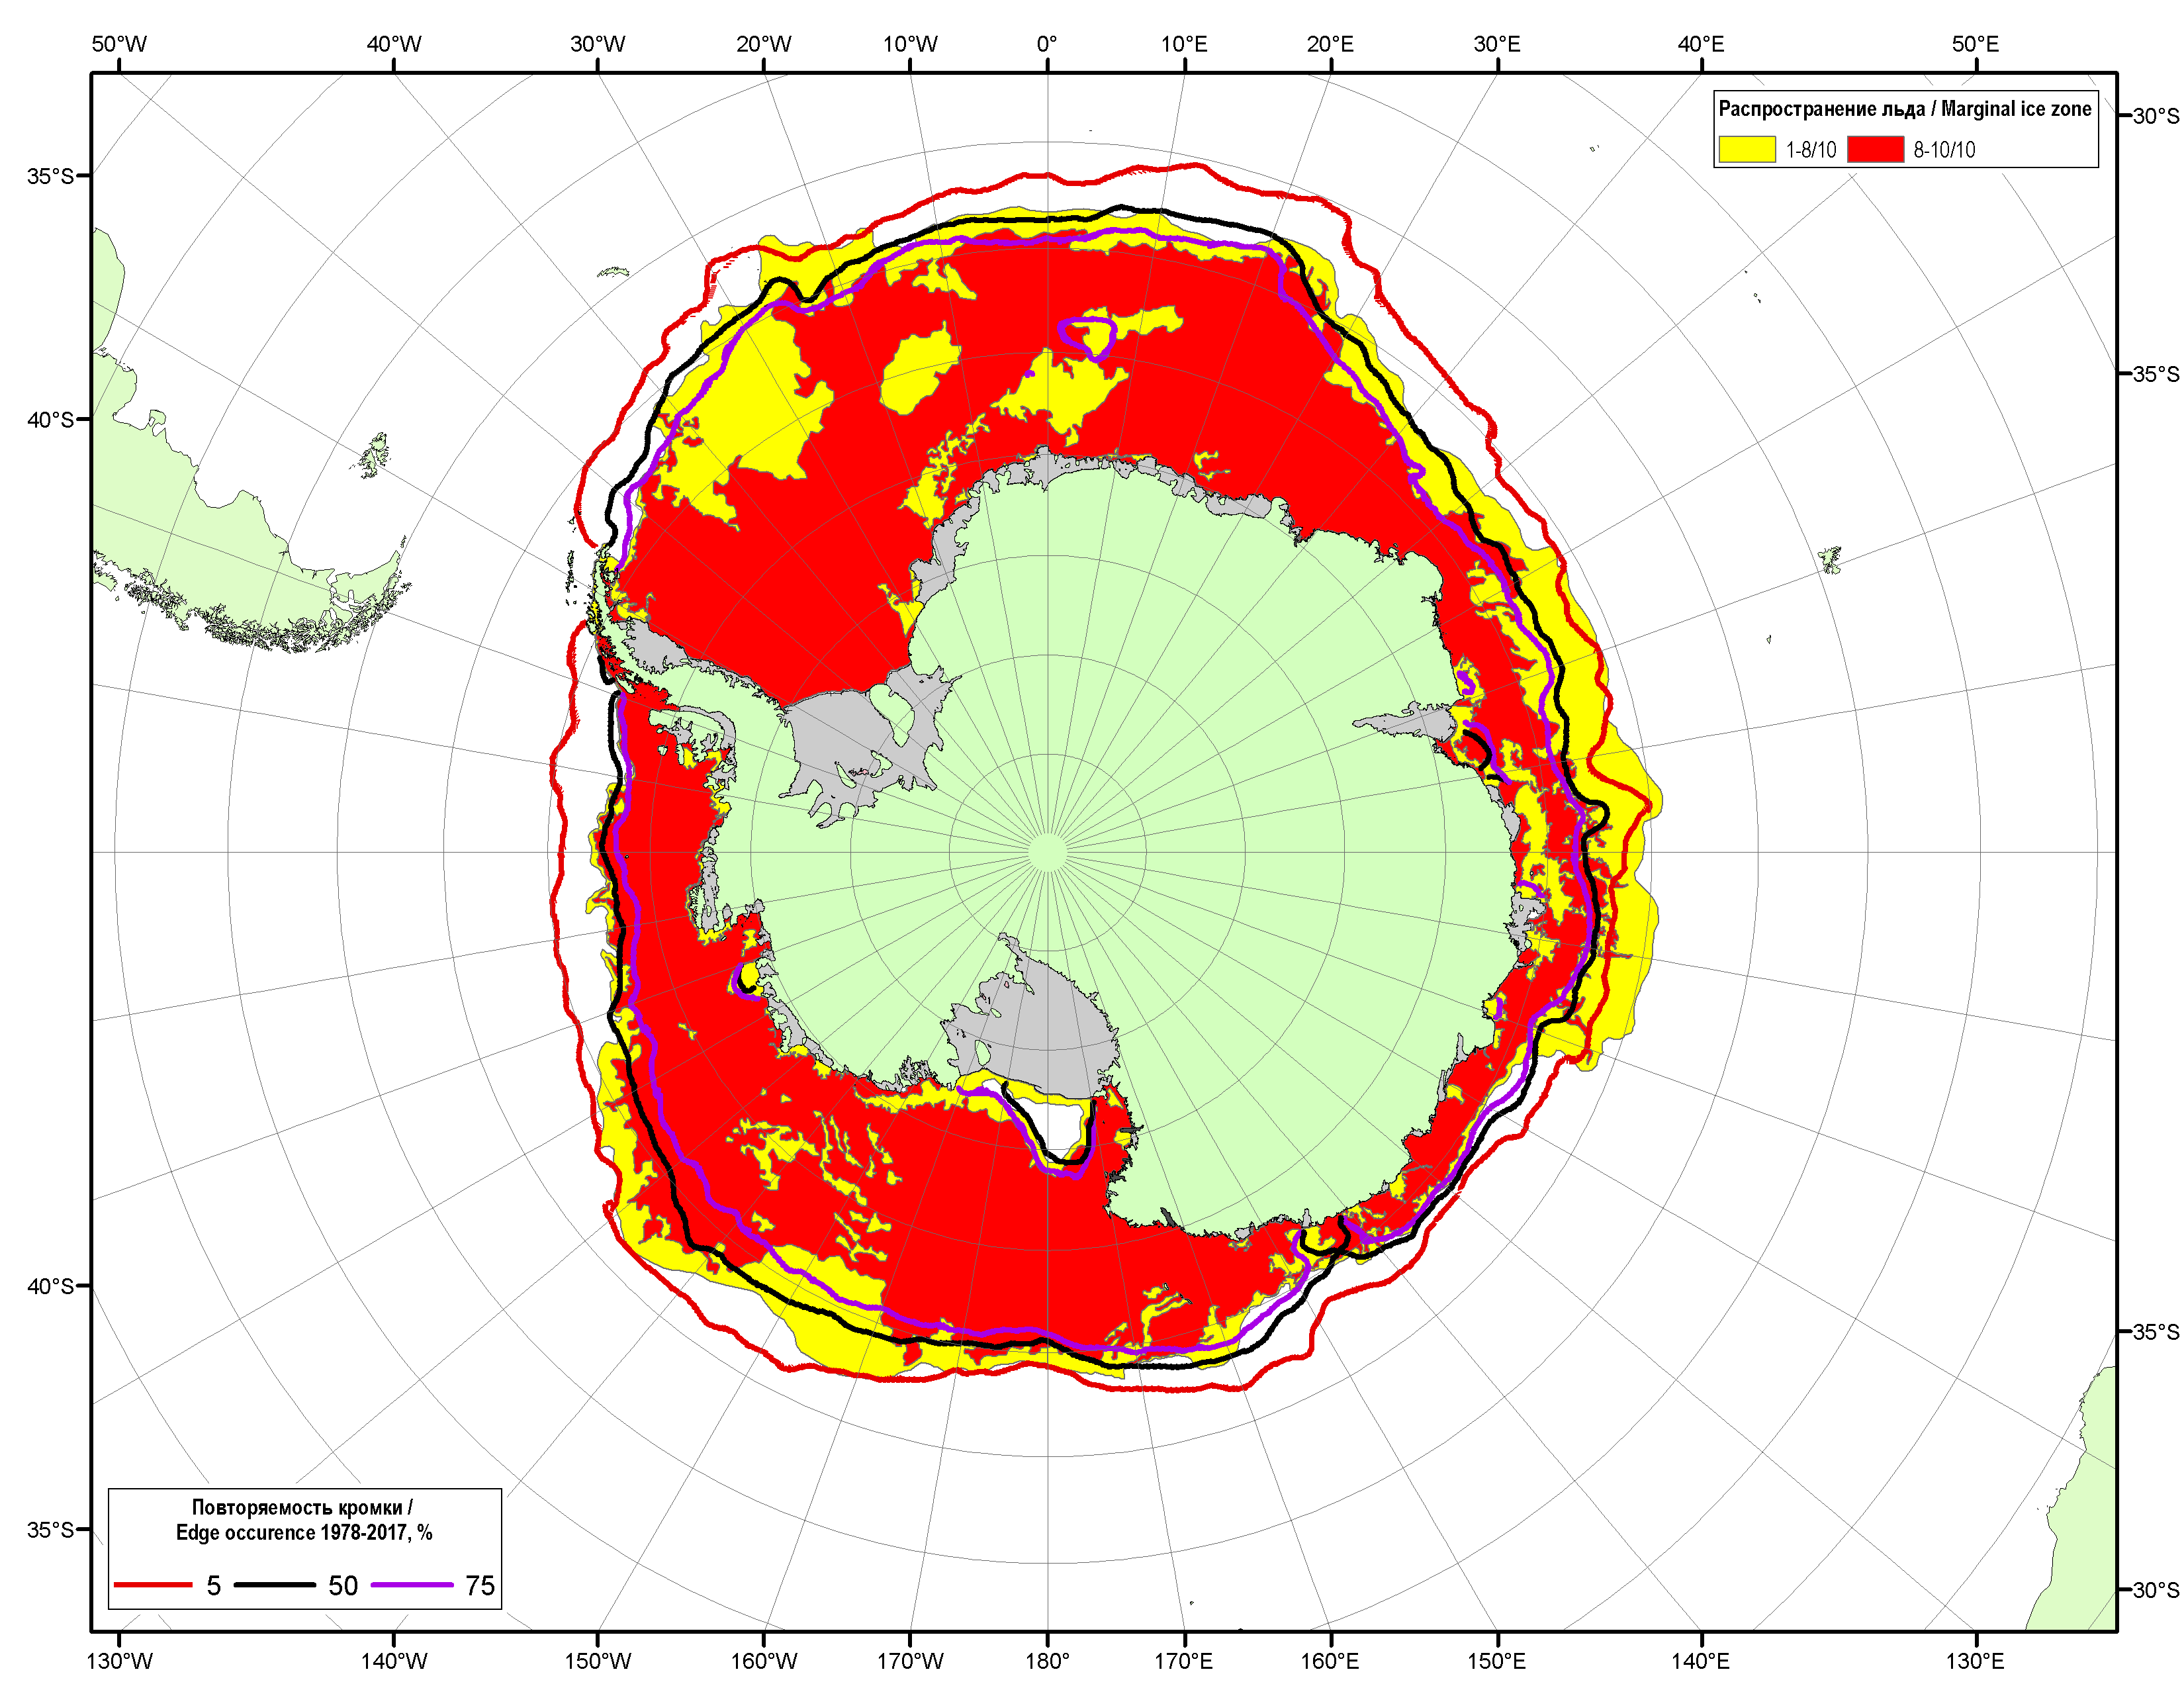 50°W 40°W 30°W 20°W 10°W 0° 10°E 20°E 30°E 40°E 50°E
Распространение льда / Marginal ice zone
1-8/10 8-10/10
30°S
35°S
35°S
40°S
40°S
35°S
35°S
30°S
Повторяемость кромки /
Edge occurence 1978-2017, %
5 50 75
130°W 140°W 150°W 160°W 170°W 180° 170°E 160°E 150°E 140°E 130°E